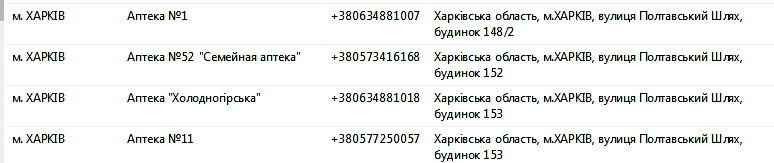 м. ХАРКІВ Аптека №1 +380634881007 Харківська область, м.ХАРКІВ, вулиця Полтавський Шлях,
будинок 148/2
м. ХАРКІВ Аптека №52 "Семейная аптека" +380573416168 Харківська область, м.ХАРКІВ, вулиця Полтавський Шлях,
будинок 152
м. ХАРКІВ Аптека "Холодногірська" +380634881018 Харківська область, м.ХАРКІВ, вулиця Полтавський Шлях,
будинок 153
м. ХАРКІВ Аптека №11 +380577250057 Харківська область, м.ХАРКІВ, вулиця Полтавський Шлях,
будинок 153